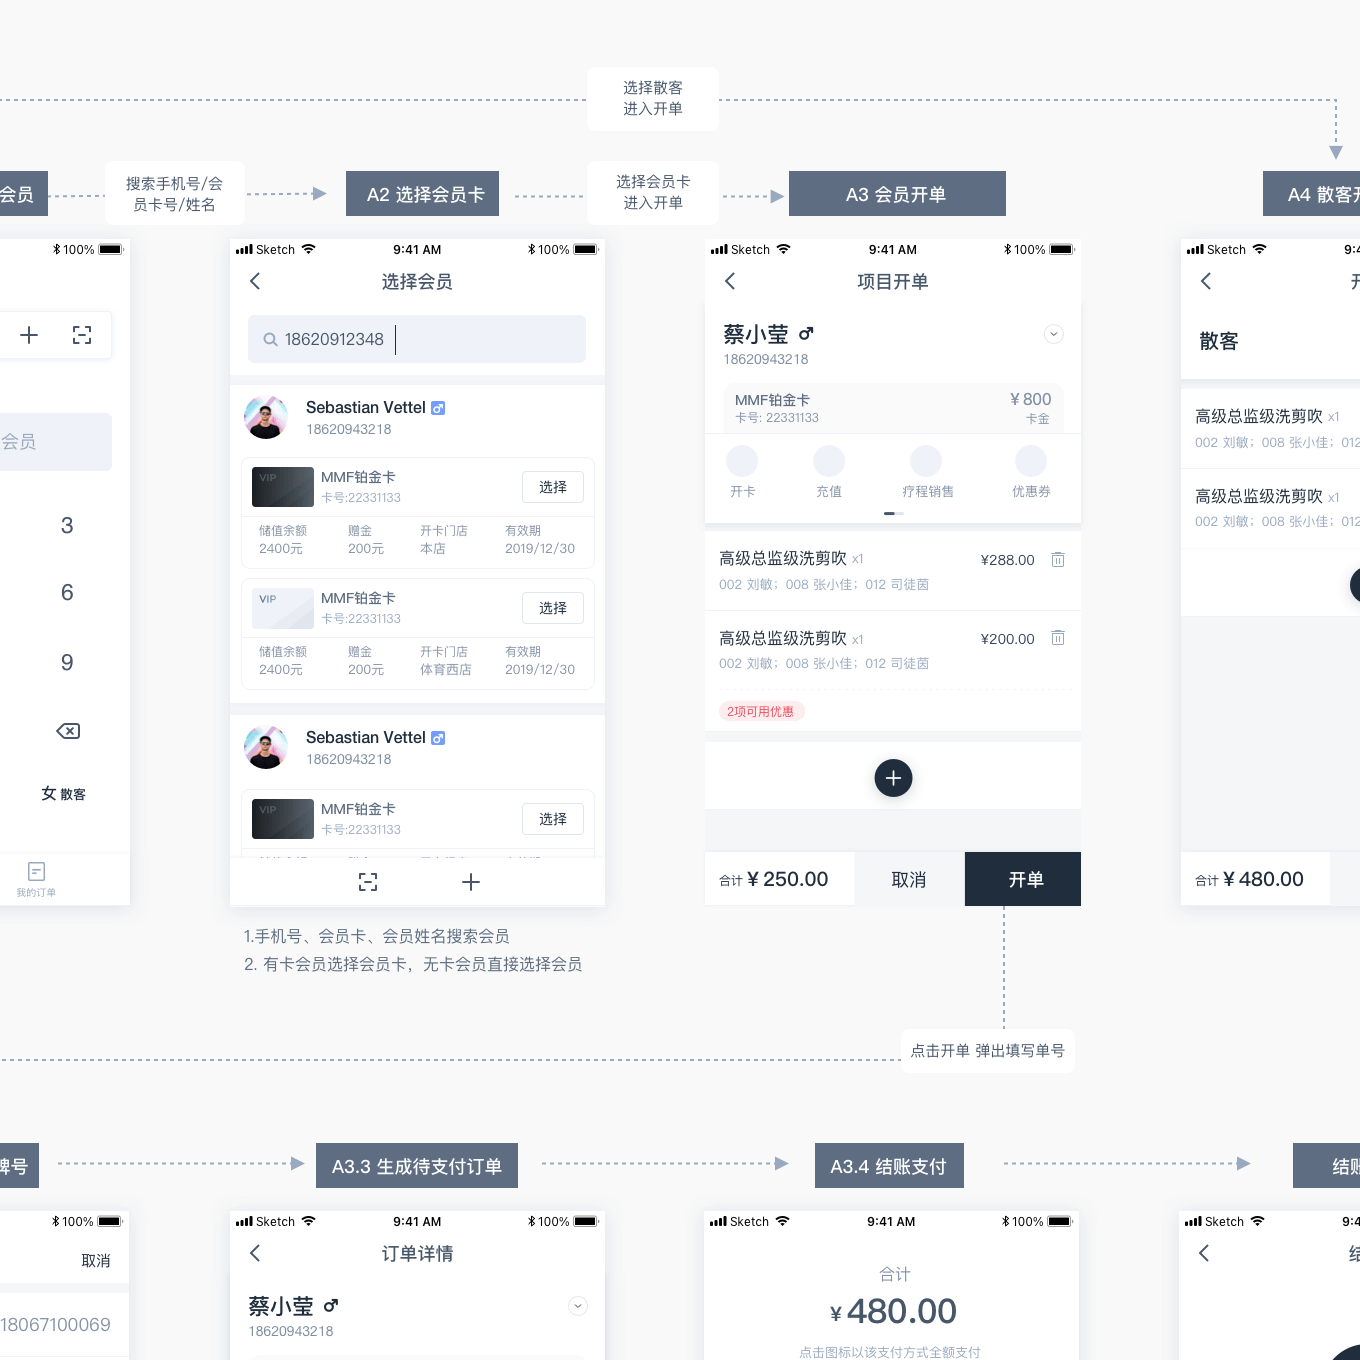 选择散客
进入开单
会员
搜索手机号/会
员卡号/姓名
A2 选择会员卡
选择会员卡
进入开单
A3 会员开单
A4 散客开
100%
会员
3
6
9
女 散客
我的订单
Sketch
9:41 AM
100%
选择会员
18620912348
Sebastian Vettel
18620943218
VIP
MMF铂金卡
卡号:22331133
选择
储值余额 赠金 开卡门店 有效期
2400元 200元 本店 2019/12/30
VIP
MMF铂金卡
卡号:22331133
选择
储值余额 赠金 开卡门店 有效期
2400元 200元 体育西店 2019/12/30
Sebastian Vettel
18620943218
VIP
MMF铂金卡
卡号:22331133
选择
1.手机号、会员卡、会员姓名搜索会员
2. 有卡会员选择会员卡，无卡会员直接选择会员
Sketch
9:41 AM
100%
项目开单
蔡小莹
18620943218
MMF铂金卡
¥ 800
卡号: 22331133
卡金
开卡 充值 疗程销售 优惠券
高级总监级洗剪吹 x1
¥288.00
002 刘敏；008 张小佳；012 司徒茵
高级总监级洗剪吹 x1
¥200.00
002 刘敏；008 张小佳；012 司徒茵
2项可用优惠
合计 ¥ 250.00
取消
开单
Sketch
9:4
散客
高级总监级洗剪吹 x1
002 刘敏；008 张小佳；012
高级总监级洗剪吹 x1
002 刘敏；008 张小佳；012
合计 ¥ 480.00
点击开单 弹出填写单号
牌号
A3.3 生成待支付订单
A3.4 结账支付
结账
100%
取消
18067100069
Sketch
9:41 AM
100%
订单详情
蔡小莹
18620943218
Sketch
9:41 AM
100%
合计
¥ 480.00
点击图标以该支付方式全额支付
Sketch
9:4